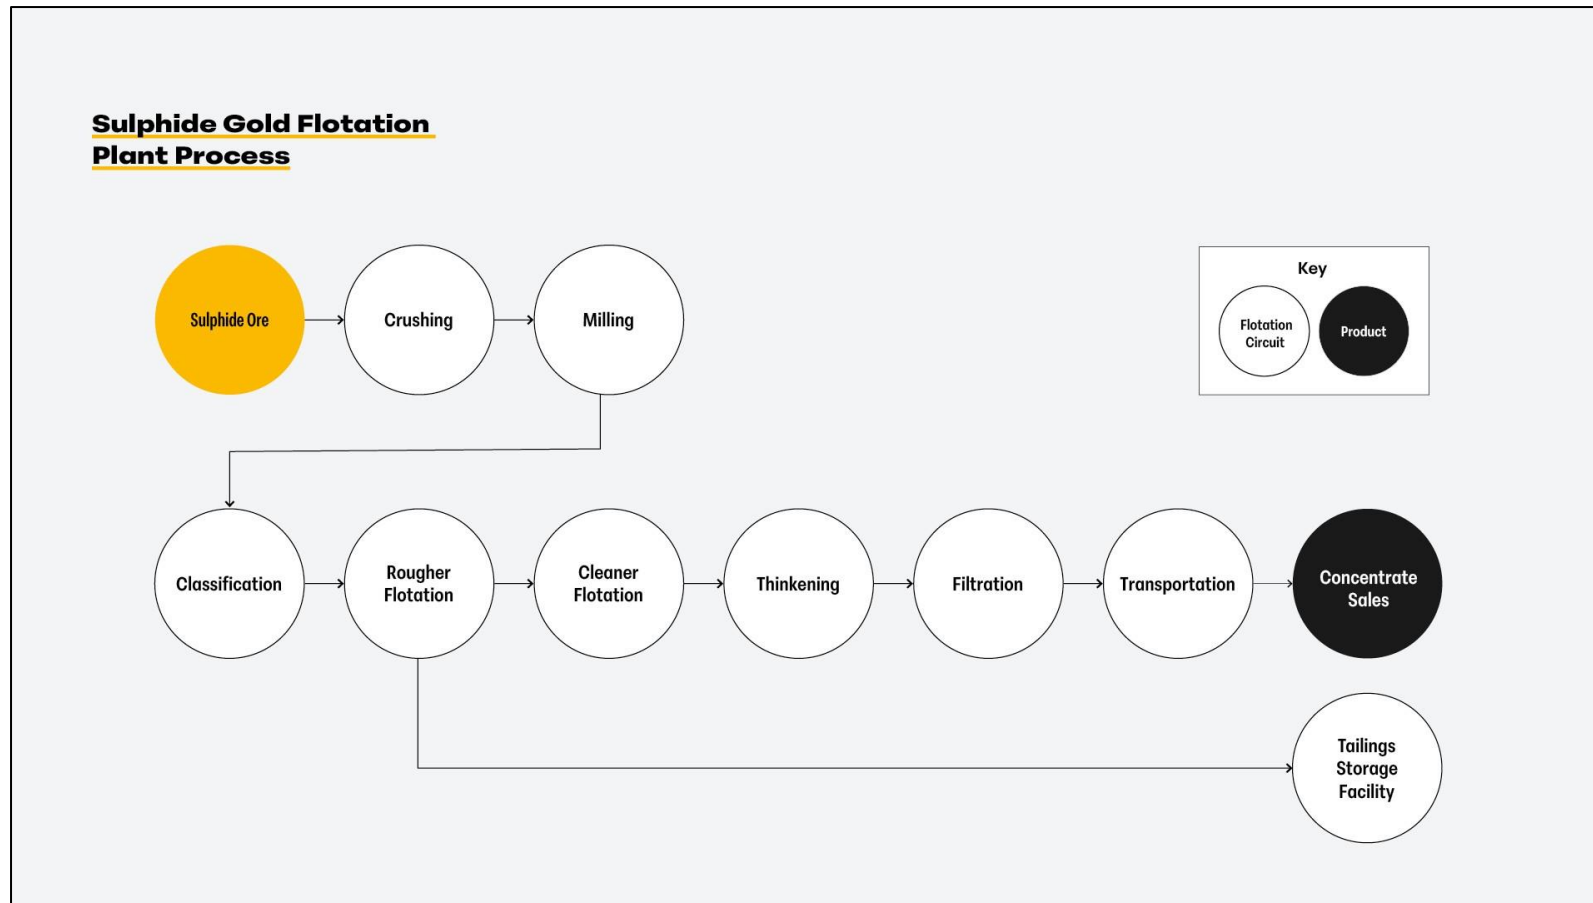 Sulphide Gold Flotation
Plant Process
Sulphide Ore
Crushing
Milling
Key
Flotation
Circuit
Product
Classification
Rougher
Flotation
Cleaner
Flotation
Thinkening
Filtration
Transportation
Concentrate
Sales
Tailings
Storage
Facility